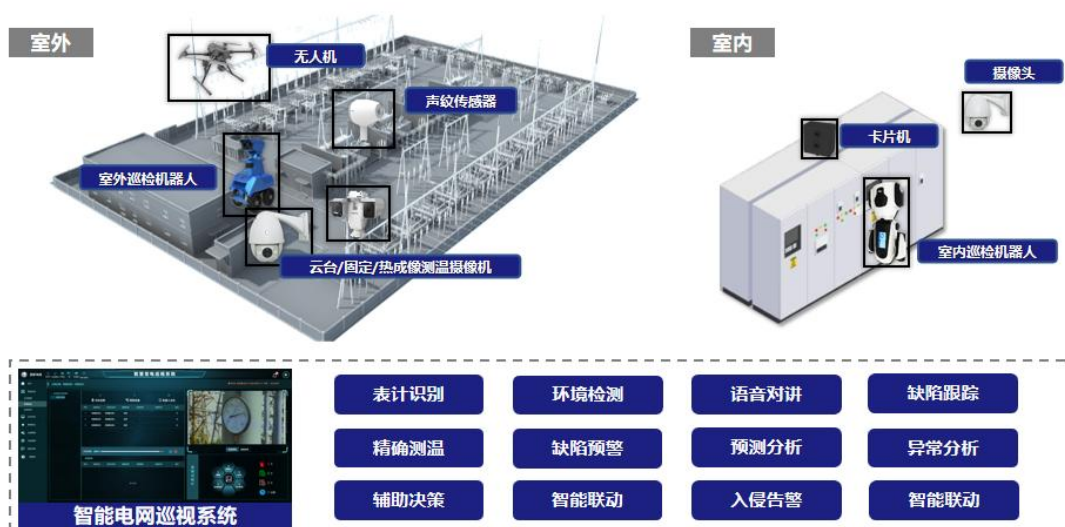 室外
无人机
声纹传感器
室外巡检机器人
云台/固定/热成像测温摄像机
室内
摄像头
卡片机
室内巡检机器人
智能电网巡视系统
表计识别 环境检测 语音对讲 缺陷跟踪
精确测温 缺陷预警 预测分析 异常分析
辅助决策 智能联动 入侵告警 智能联动